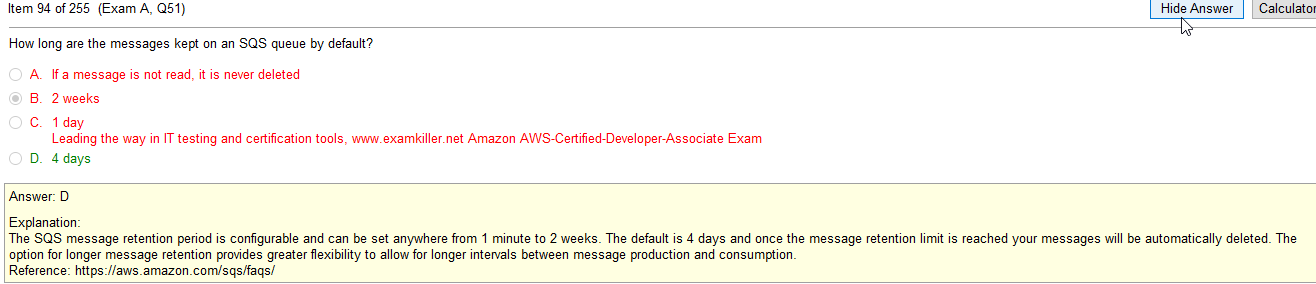 Item 94 of 255  (Exam A, Q51)
Hide Answer
Calculator
How long are the messages kept on an SQS queue by default?
A. If a message is not read, it is never deleted
B. 2 weeks
C. 1 day
Leading the way in IT testing and certification tools, www.examkiller.net Amazon AWS-Certified-Developer-Associate Exam
D. 4 days
Answer: D
Explanation:
The SQS message retention period is configurable and can be set anywhere from 1 minute to 2 weeks. The default is 4 days and once the message retention limit is reached your messages will be automatically deleted. The
option for longer message retention provides greater flexibility to allow for longer intervals between message production and consumption.
Reference: https://aws.amazon.com/sqs/faqs/